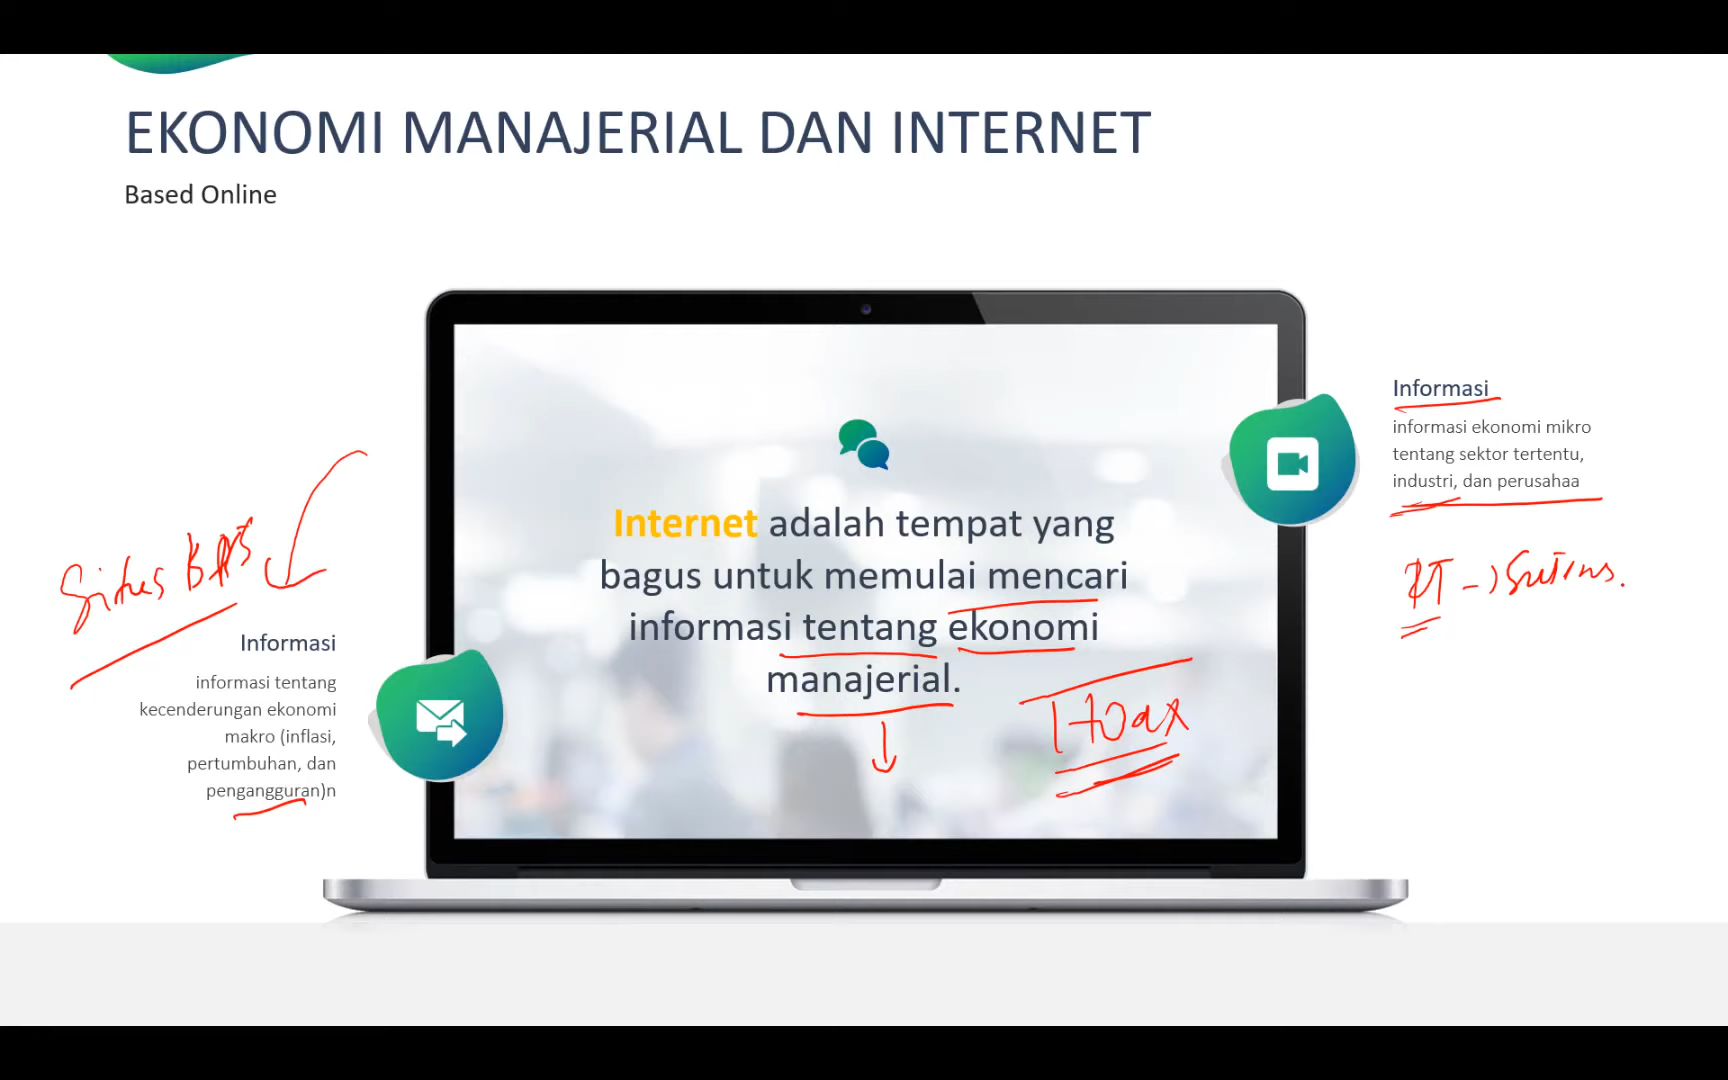 EKONOMI MANAJERIAL DAN INTERNET
Based Online
Internet adalah tempat yang
bagus untuk memulai mencari
informasi tentang ekonomi
manajerial.
Hoax
Situs BPS
Informasi
informasi tentang
kecenderungan ekonomi
makro (inflasi,
pertumbuhan, dan
pengangguran)n
Informasi
informasi ekonomi mikro
tentang sektor tertentu,
industri, dan perusahaa
PT